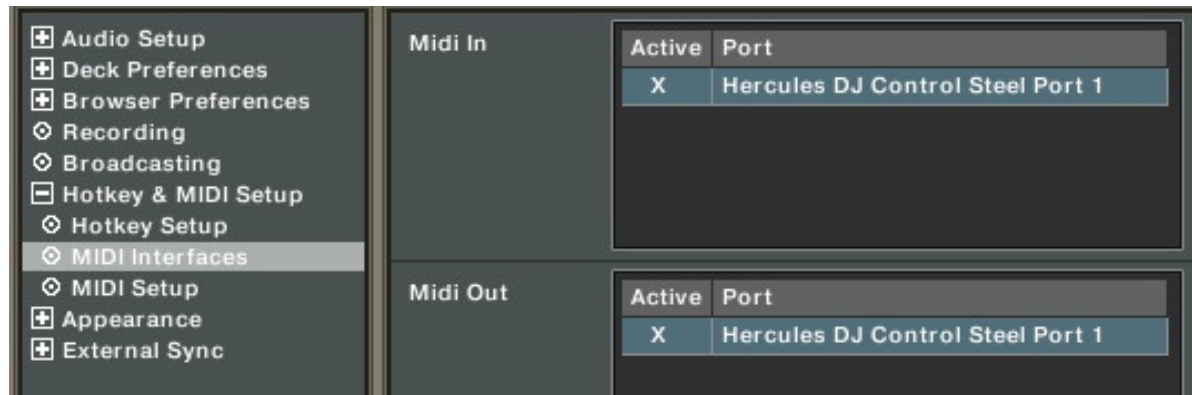 Audio Setup
Deck Preferences
Browser Preferences
Recording
Broadcasting
Hotkey & MIDI Setup
Hotkey Setup
MIDI Interfaces
MIDI Setup
Appearance
External Sync
Midi In
Active Port
X Hercules DJ Control Steel Port 1
Midi Out
Active Port
X Hercules DJ Control Steel Port 1